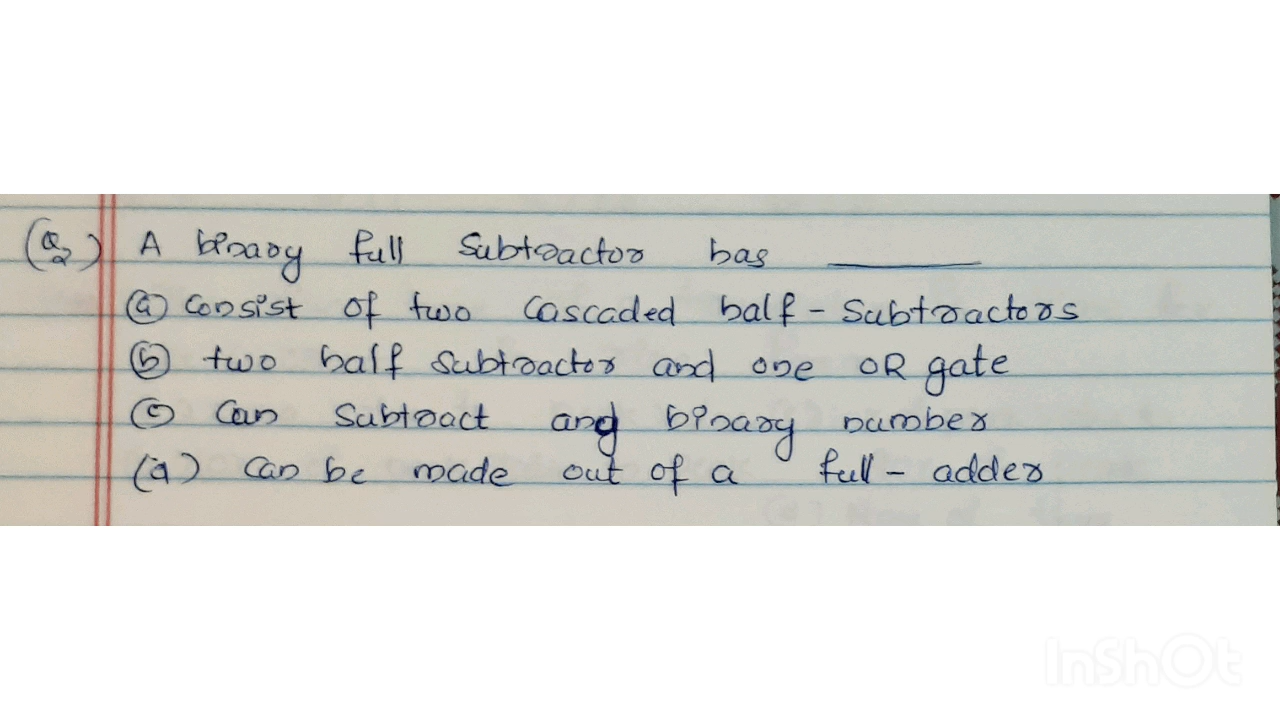 (Q2) A binary full subtractor has ______
(a) consist of two cascaded half - subtractors
(b) two half subtractor and one OR gate
(c) can subtract and binary number
(d) can be made out of a full - adder
InShOt